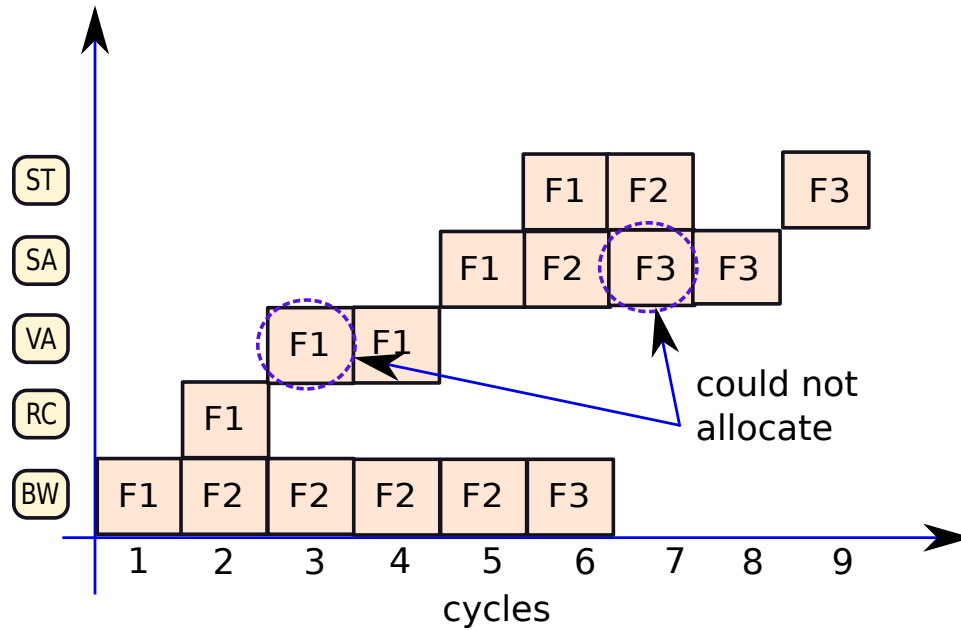 ST F1 F2 F3
SA F1 F2 F3 F3
VA F1 F1
could not
allocate
RC F1
BW F1 F2 F2 F2 F2 F3
1 2 3 4 5 6 7 8 9
cycles